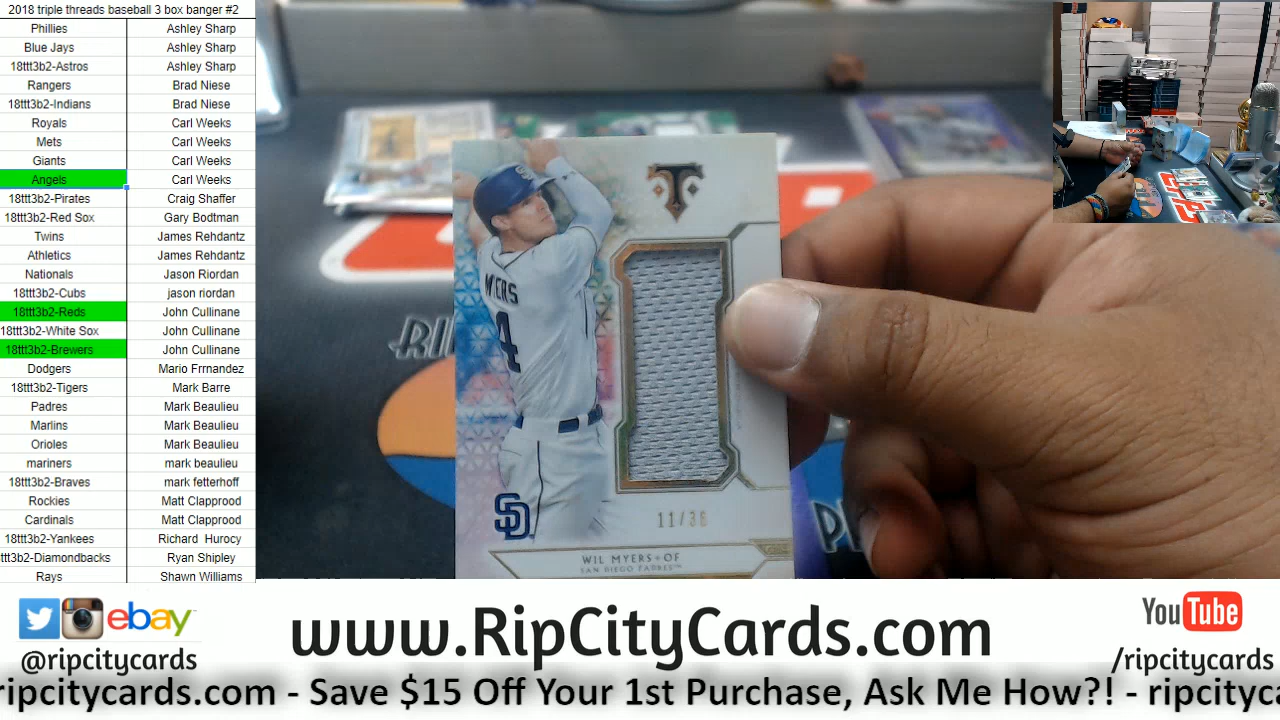 2018 triple threads baseball 3 box banger #2
Phillies Ashley Sharp
Blue Jays Ashley Sharp
18ttt3b2-Astros Ashley Sharp
Rangers Brad Niese
18ttt3b2-Indians Brad Niese
Royals Carl Weeks
Mets Carl Weeks
Giants Carl Weeks
Angels Carl Weeks
18ttt3b2-Pirates Craig Shaffer
18ttt3b2-Red Sox Gary Bodtman
Twins James Rehdantz
Athletics James Rehdantz
Nationals Jason Riordan
18ttt3b2-Cubs jason riordan
18ttt3b2-Reds John Cullinane
18ttt3b2-White Sox John Cullinane
18ttt3b2-Brewers John Cullinane
Dodgers Mario Frrnandez
18ttt3b2-Tigers Mark Barre
Padres Mark Beaulieu
Marlins Mark Beaulieu
Orioles Mark Beaulieu
mariners mark beaulieu
18ttt3b2-Braves mark fetterhoff
Rockies Matt Clapprood
Cardinals Matt Clapprood
18ttt3b2-Yankees Richard Hurocy
ttt3b2-Diamondbacks Ryan Shipley
Rays Shawn Williams
T
MYERS
4
SD
11/36
WIL MYERS • OF
SAN DIEGO PADRES™
ebay
@ripcitycards
www.RipCityCards.com
YouTube
/ripcitycards
ripcitycards.com - Save $15 Off Your 1st Purchase, Ask Me How?! - ripcityca